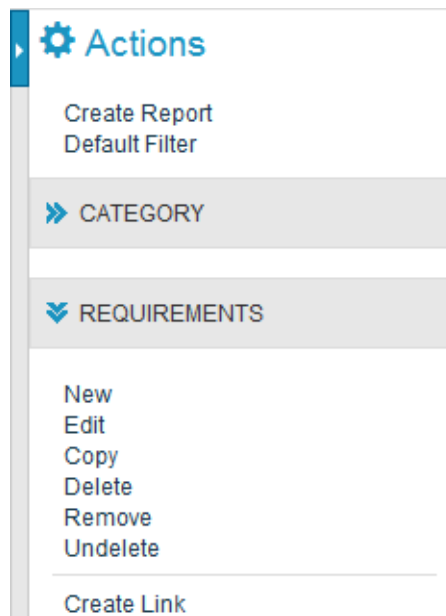 Actions
Create Report
Default Filter
CATEGORY
REQUIREMENTS
New
Edit
Copy
Delete
Remove
Undelete
Create Link